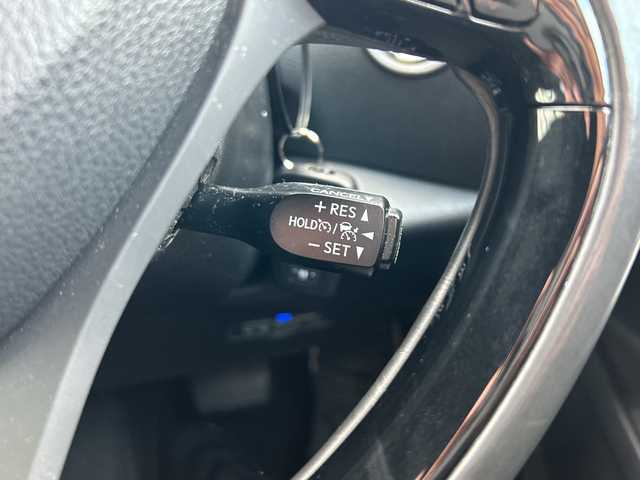 CANCEL
+ RES
HOLD /
− SET